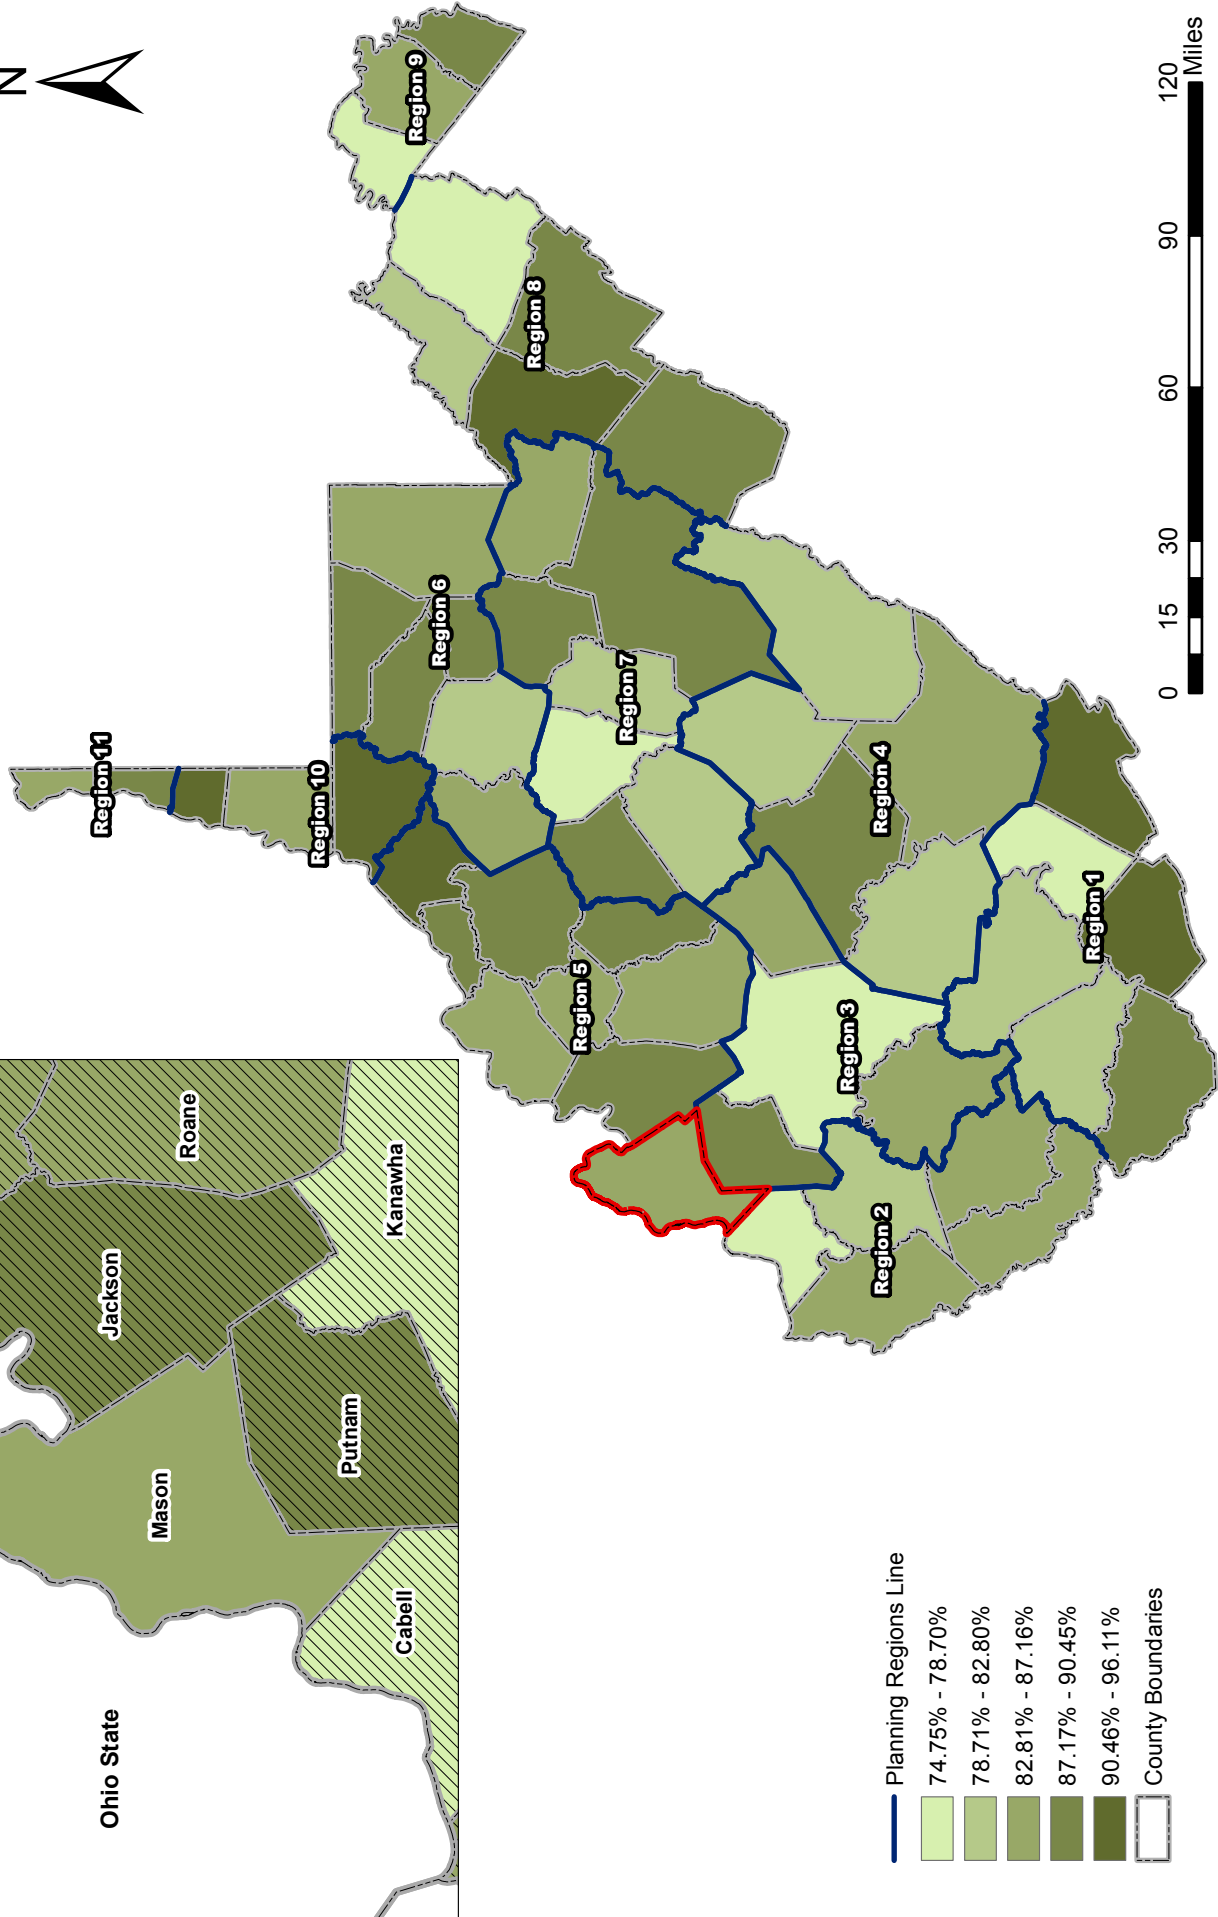 N
Region 11
Region 10
Region 9
Region 6
Region 8
Region 7
Region 5
Region 4
Region 3
Region 2
Region 1
Ohio State
Mason
Jackson
Roane
Putnam
Kanawha
Cabell
Planning Regions Line
74.75% - 78.70%
78.71% - 82.80%
82.81% - 87.16%
87.17% - 90.45%
90.46% - 96.11%
County Boundaries
0 15 30 60 90 120
Miles